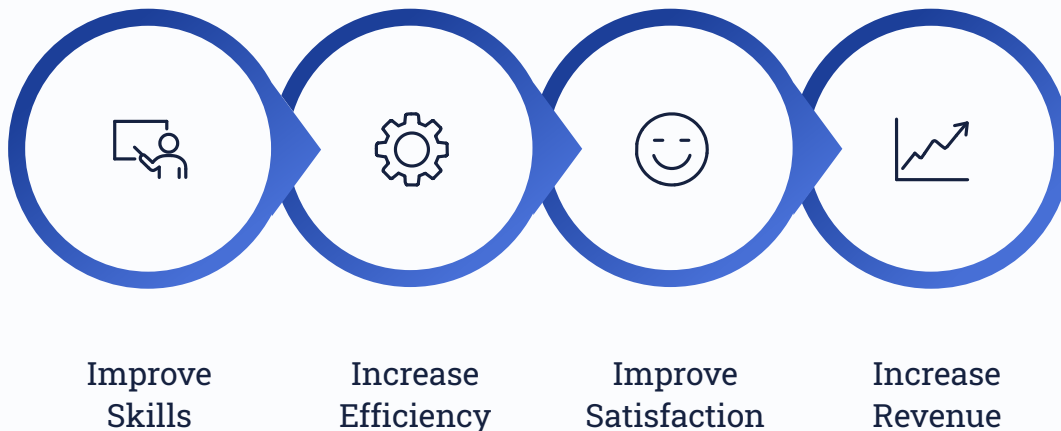 Improve
Skills
Increase
Efficiency
Improve
Satisfaction
Increase
Revenue